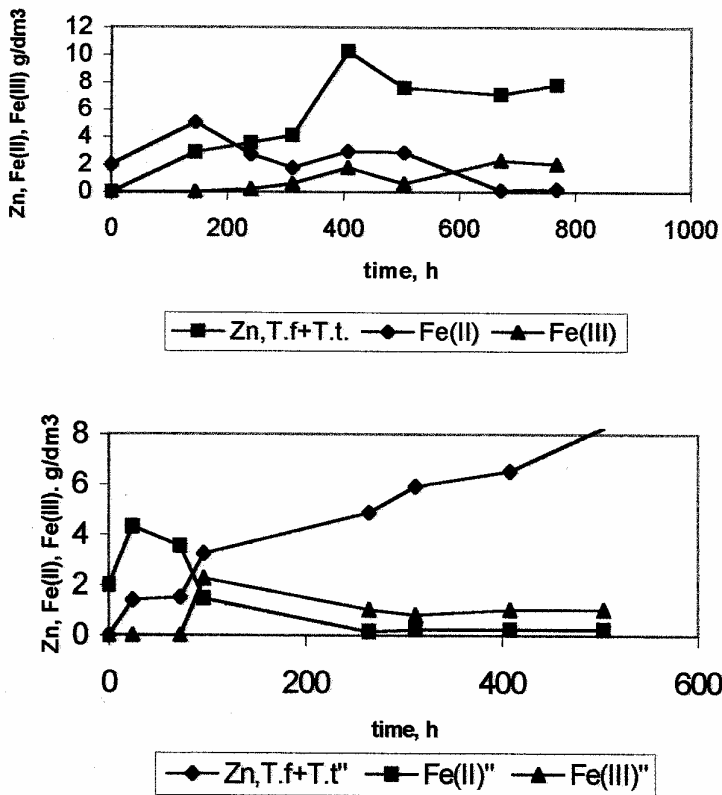 Zn, Fe(II), Fe(III) g/dm3
12
10
8
6
4
2
0
0 200 400 600 800 1000
time, h
Zn,T.f+T.t. Fe(II) Fe(III)
Zn, Fe(II), Fe(III). g/dm3
8
6
4
2
0
0 200 400 600
time, h
Zn,T.f+T.t" Fe(II)" Fe(III)"